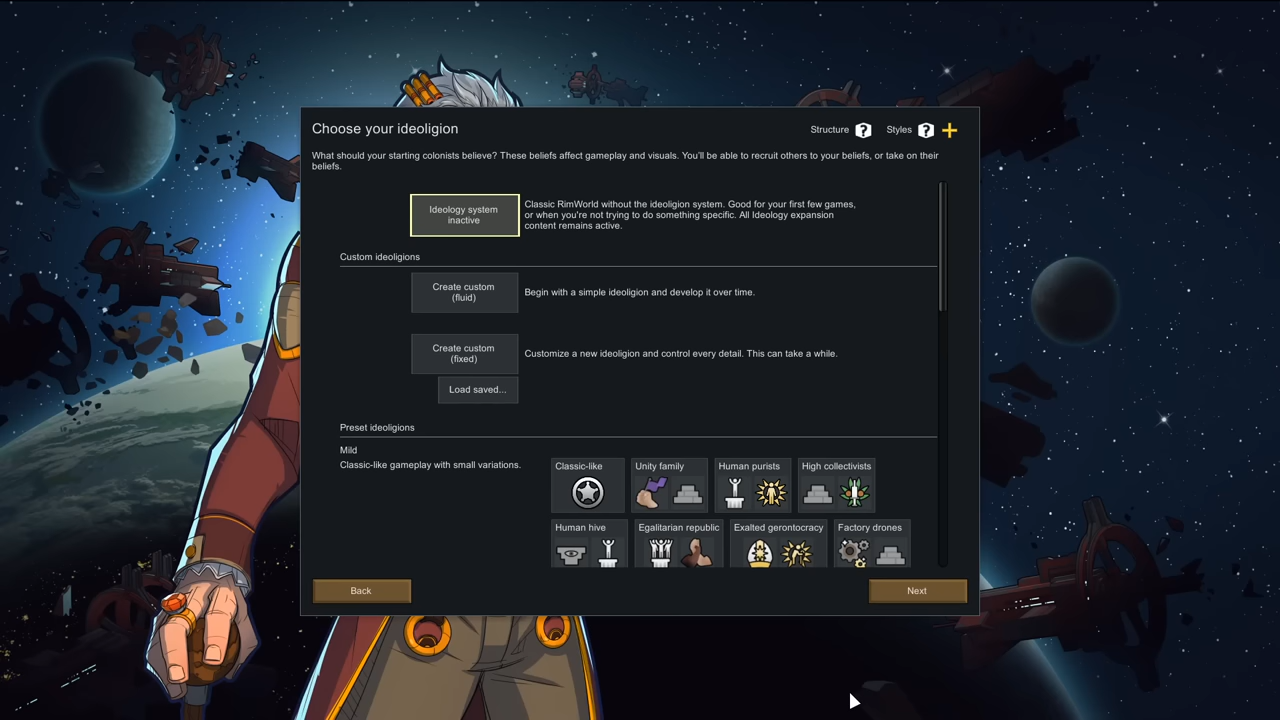 Choose your ideoligion
Structure ? Styles ? +
What should your starting colonists believe? These beliefs affect gameplay and visuals. You'll be able to recruit others to your beliefs, or take on their
beliefs.
Ideology system
inactive
Classic RimWorld without the ideoligion system. Good for your first few games,
or when you're not trying to do something specific. All Ideology expansion
content remains active.
Custom ideoligions
Create custom
(fluid)
Begin with a simple ideoligion and develop it over time.
Create custom
(fixed)
Customize a new ideoligion and control every detail. This can take a while.
Load saved...
Preset ideoligions
Mild
Classic-like gameplay with small variations.
Classic-like Unity family Human purists High collectivists
Human hive Egalitarian republic Exalted gerontocracy Factory drones
Back Next